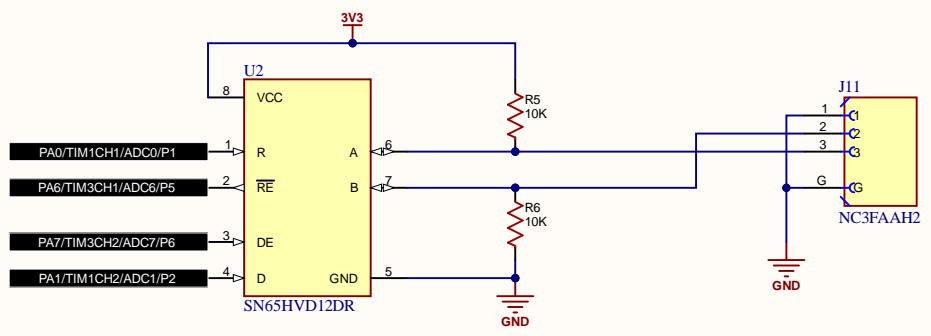 3V3
U2
8 VCC
R5
10K
J11
1 1
2 2
3 3
G G
NC3FAAH2
PA0/TIM1CH1/ADC0/P1 1 R A 6
PA6/TIM3CH1/ADC6/P5 2 RE B 7
R6
10K
PA7/TIM3CH2/ADC7/P6 3 DE
PA1/TIM1CH2/ADC1/P2 4 D GND 5
SN65HVD12DR
GND
GND